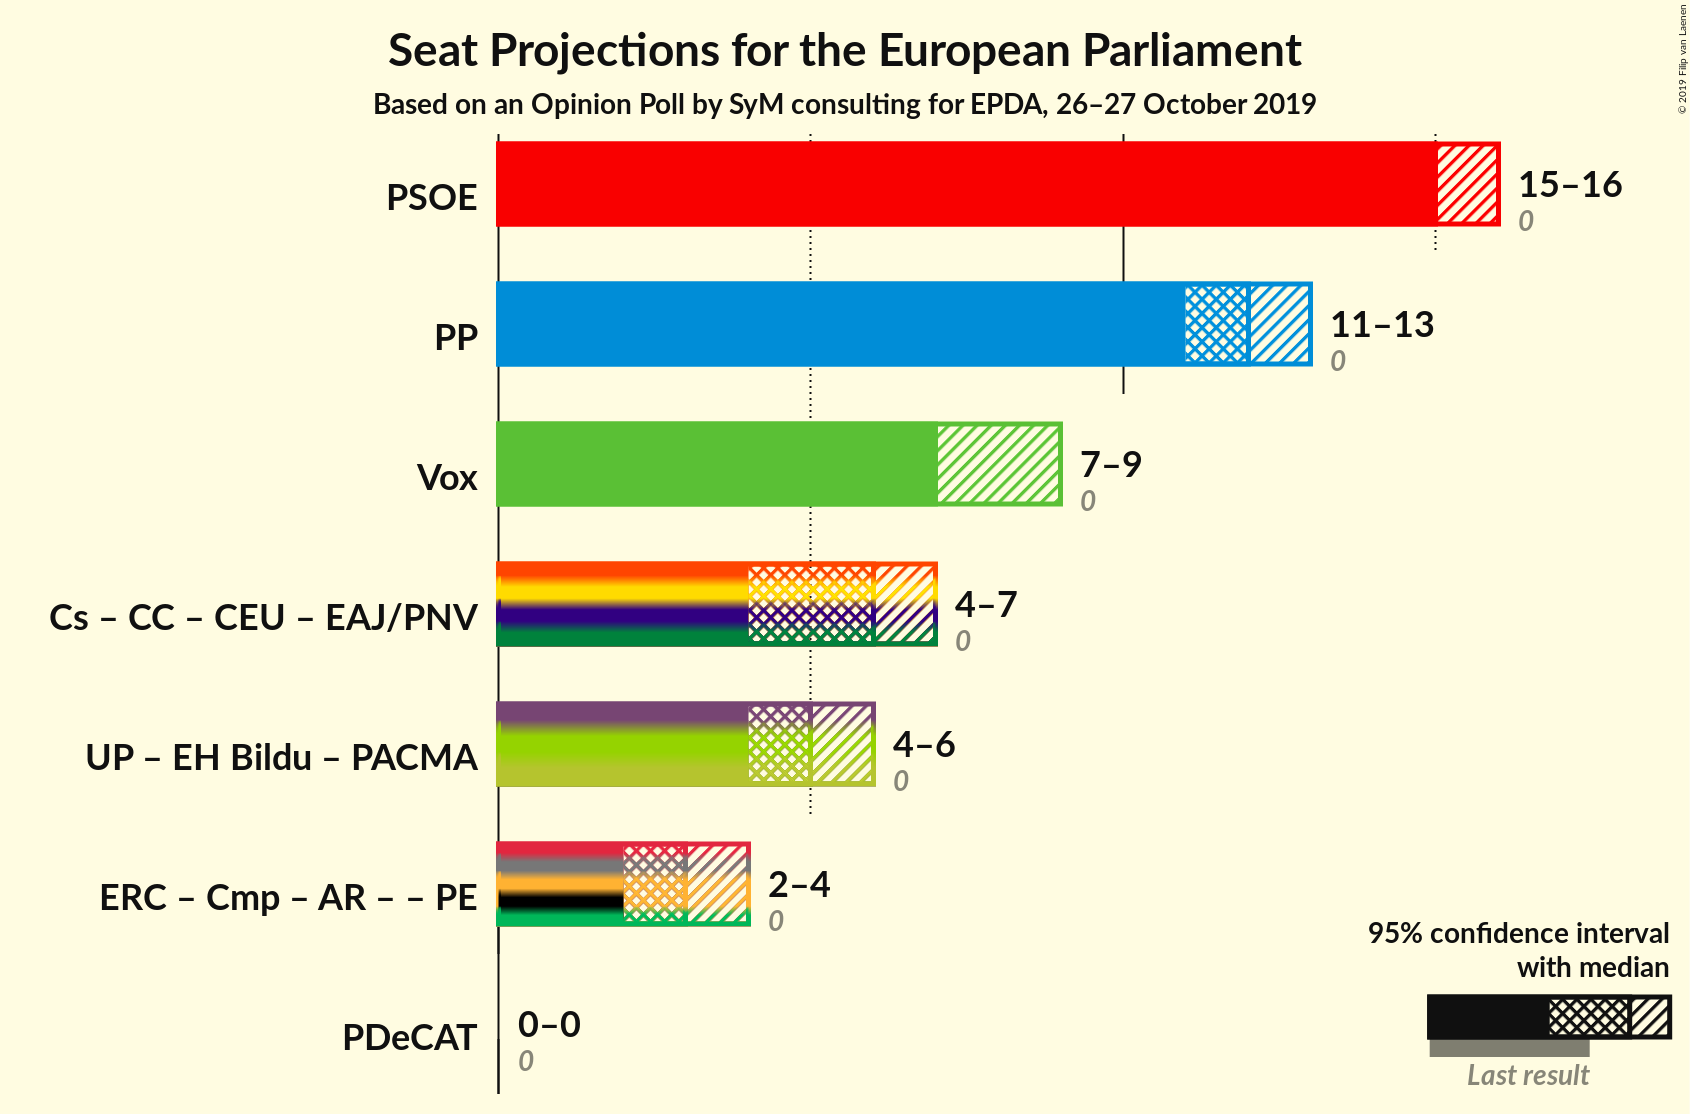 Seat Projections for the European Parliament
Based on an Opinion Poll by SyM consulting for EPDA, 26–27 October 2019
© 2019 Filip van Laenen
PSOE
15–16
0
PP
11–13
0
Vox
7–9
0
Cs – CC – CEU – EAJ/PNV
4–7
0
UP – EH Bildu – PACMA
4–6
0
ERC – Cmp – AR – – PE
2–4
0
PDeCAT
0–0
0
95% confidence interval
with median
Last result